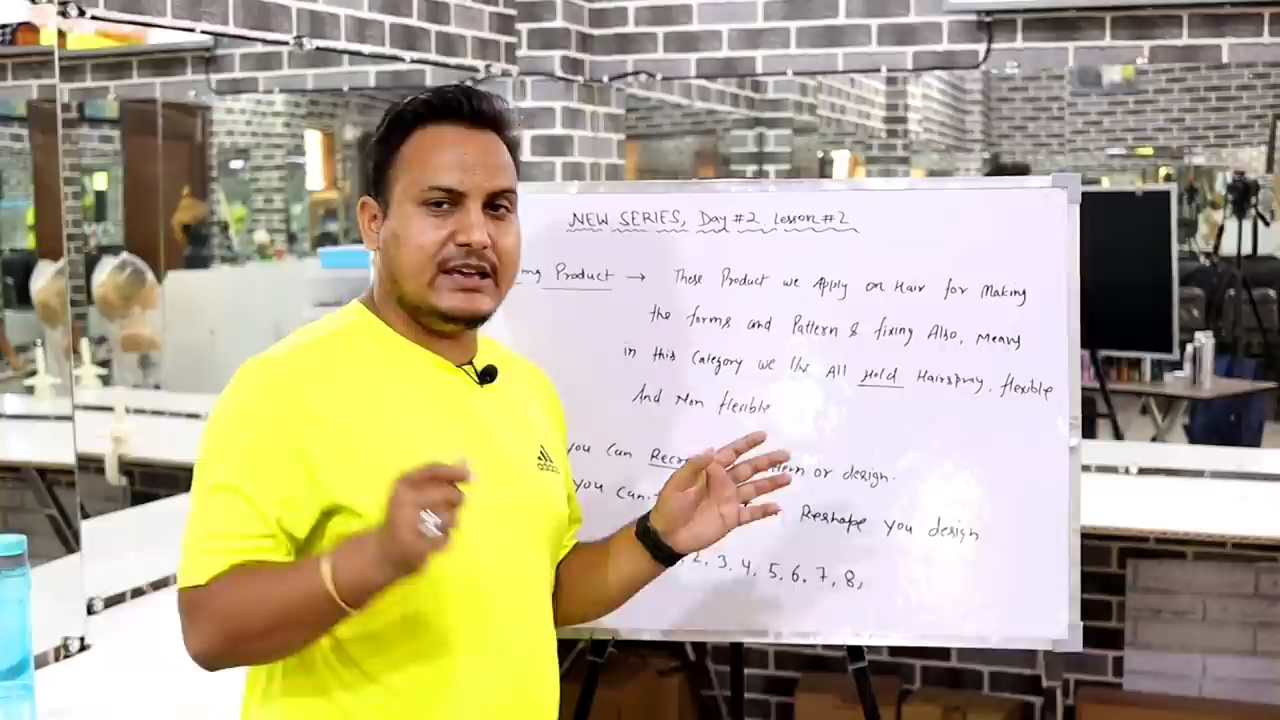 NEW SERIES, Day #2 Lesson #2
Product → These Product we Apply on Hair for Making
the forms and Pattern & fixing Also, Means
in this Category we Use All Hold Hairspray. flexible
And Non flexible
you Can or design.
you Can Reshape you design
2. 3. 4. 5. 6. 7. 8,
adidas